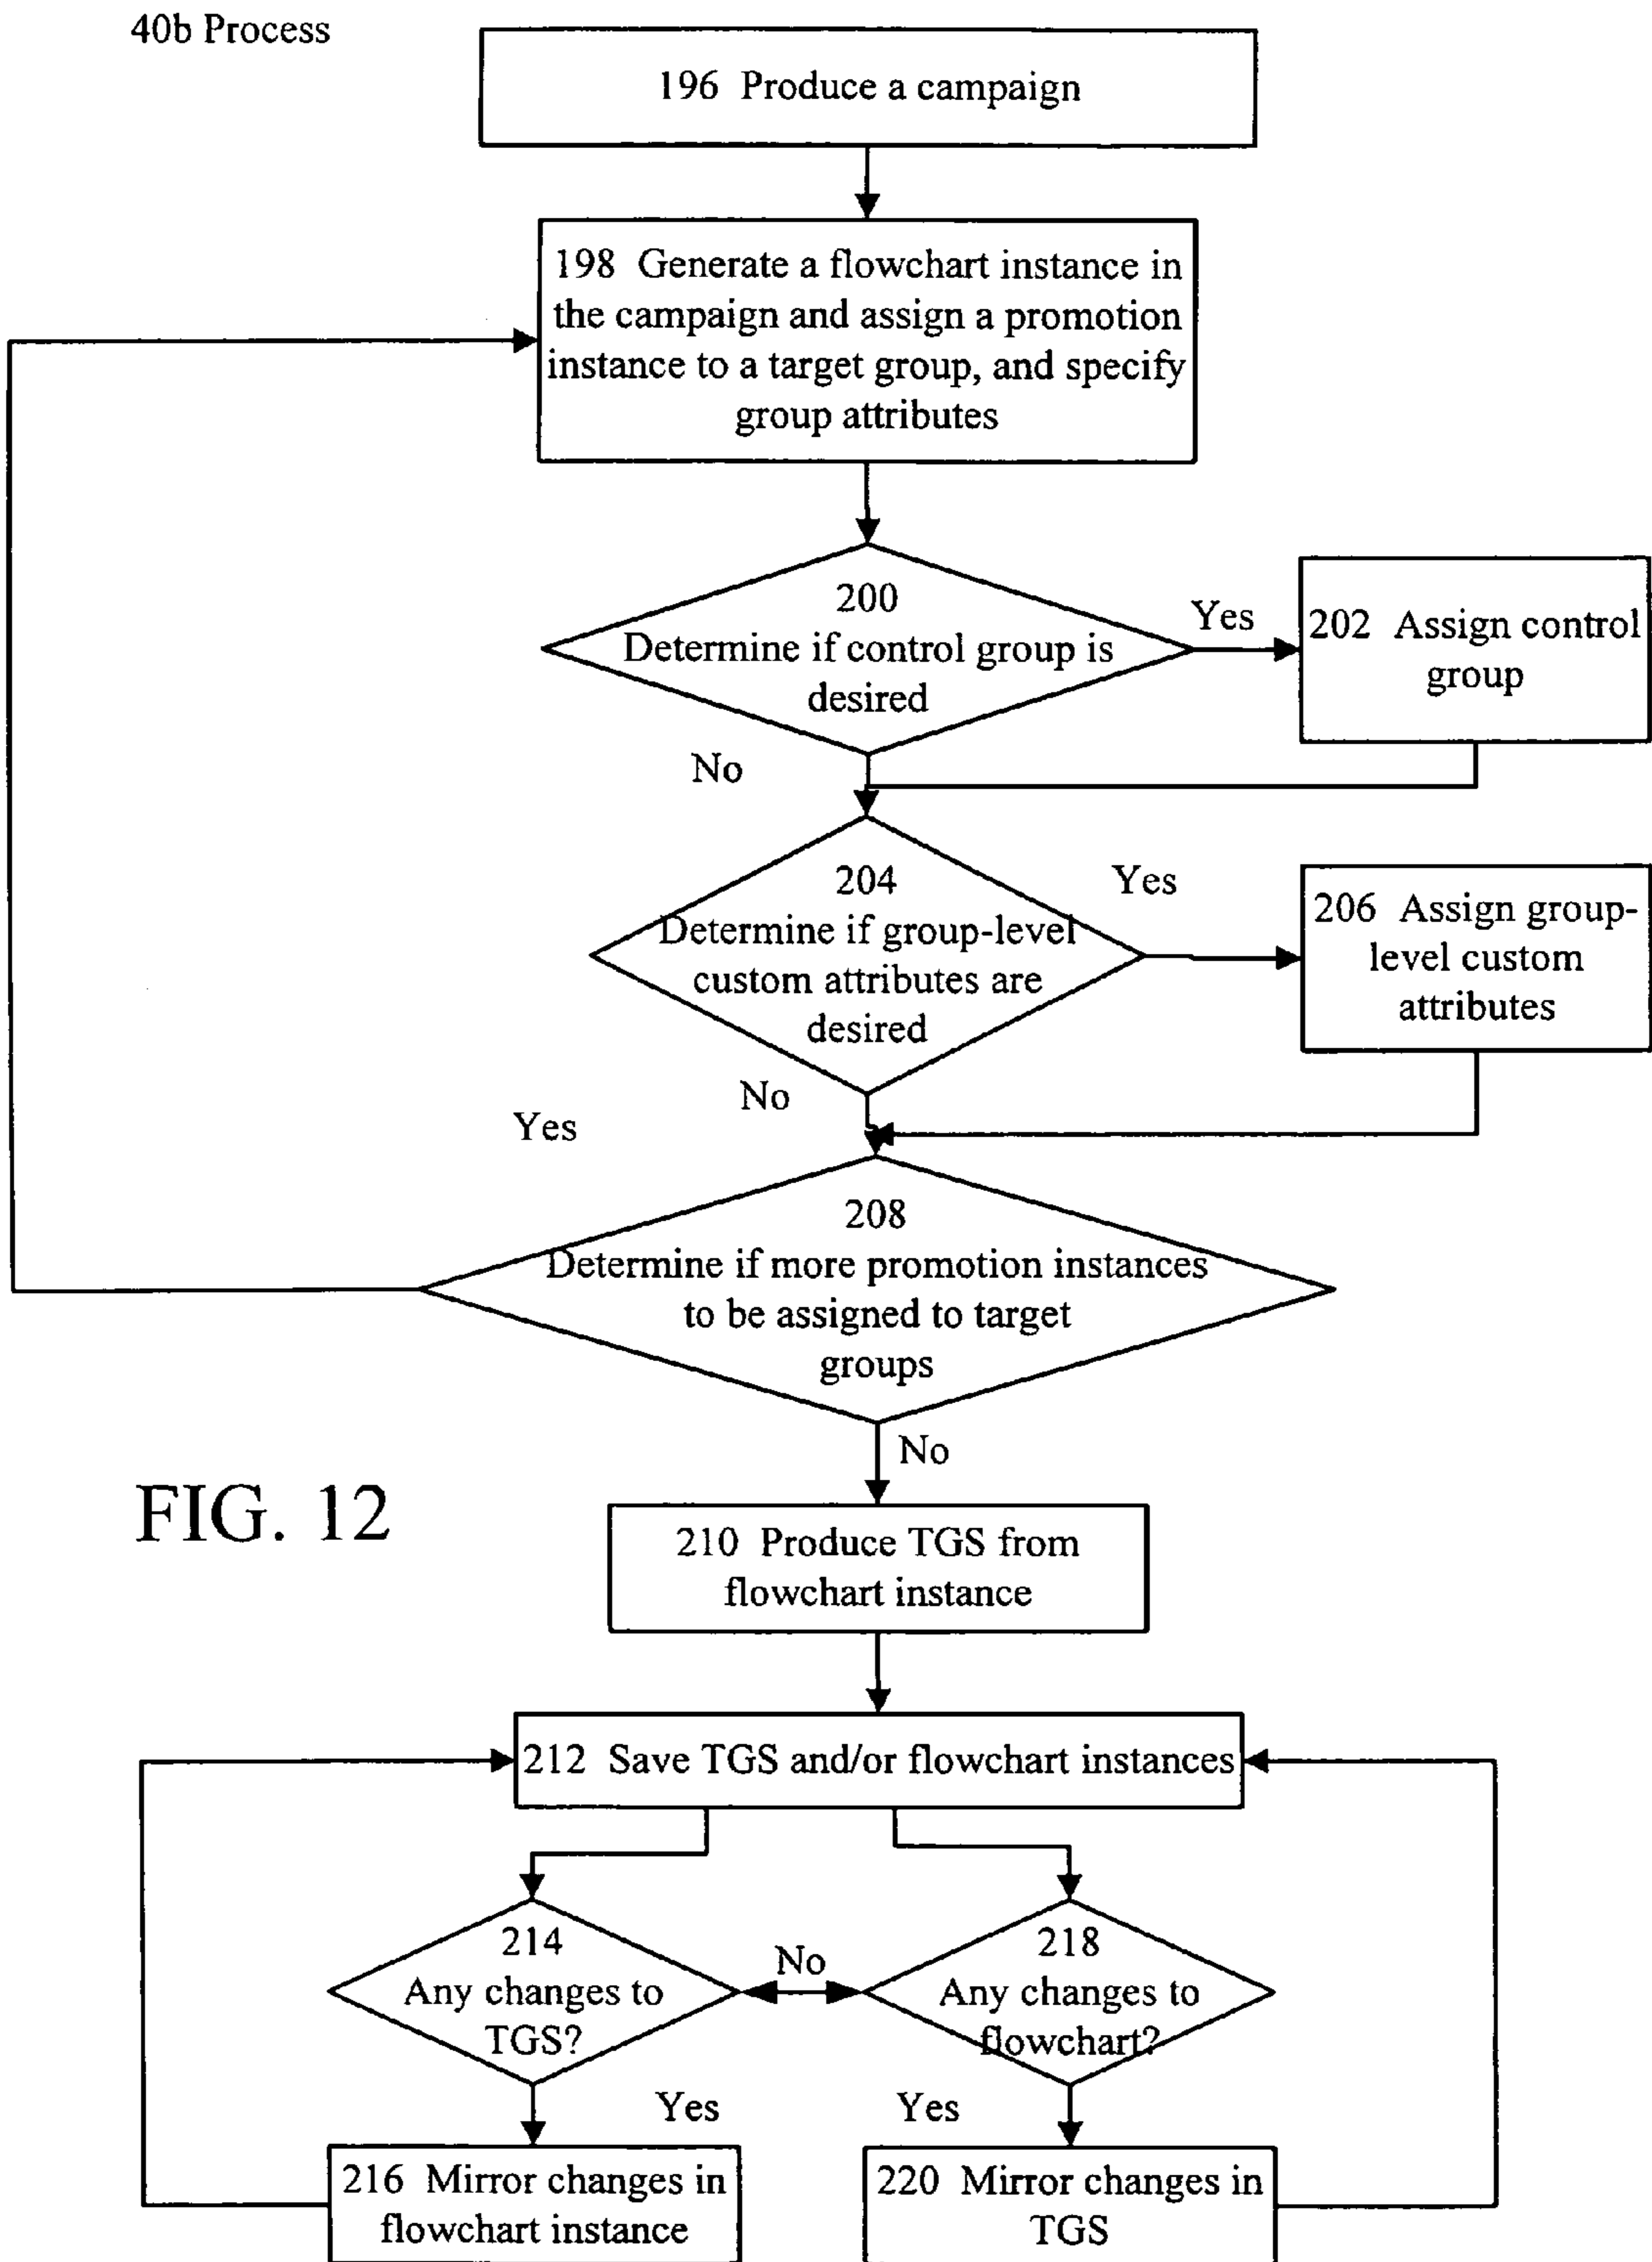 40b Process
196 Produce a campaign
198 Generate a flowchart instance in
the campaign and assign a promotion
instance to a target group, and specify
group attributes
200
Determine if control group is
desired
Yes
202 Assign control
group
No
204
Determine if group-level
custom attributes are
desired
Yes
206 Assign group-
level custom
attributes
No
Yes
208
Determine if more promotion instances
to be assigned to target
groups
No
FIG. 12
210 Produce TGS from
flowchart instance
212 Save TGS and/or flowchart instances
214
Any changes to
TGS?
No
218
Any changes to
flowchart?
Yes
Yes
216 Mirror changes in
flowchart instance
220 Mirror changes in
TGS